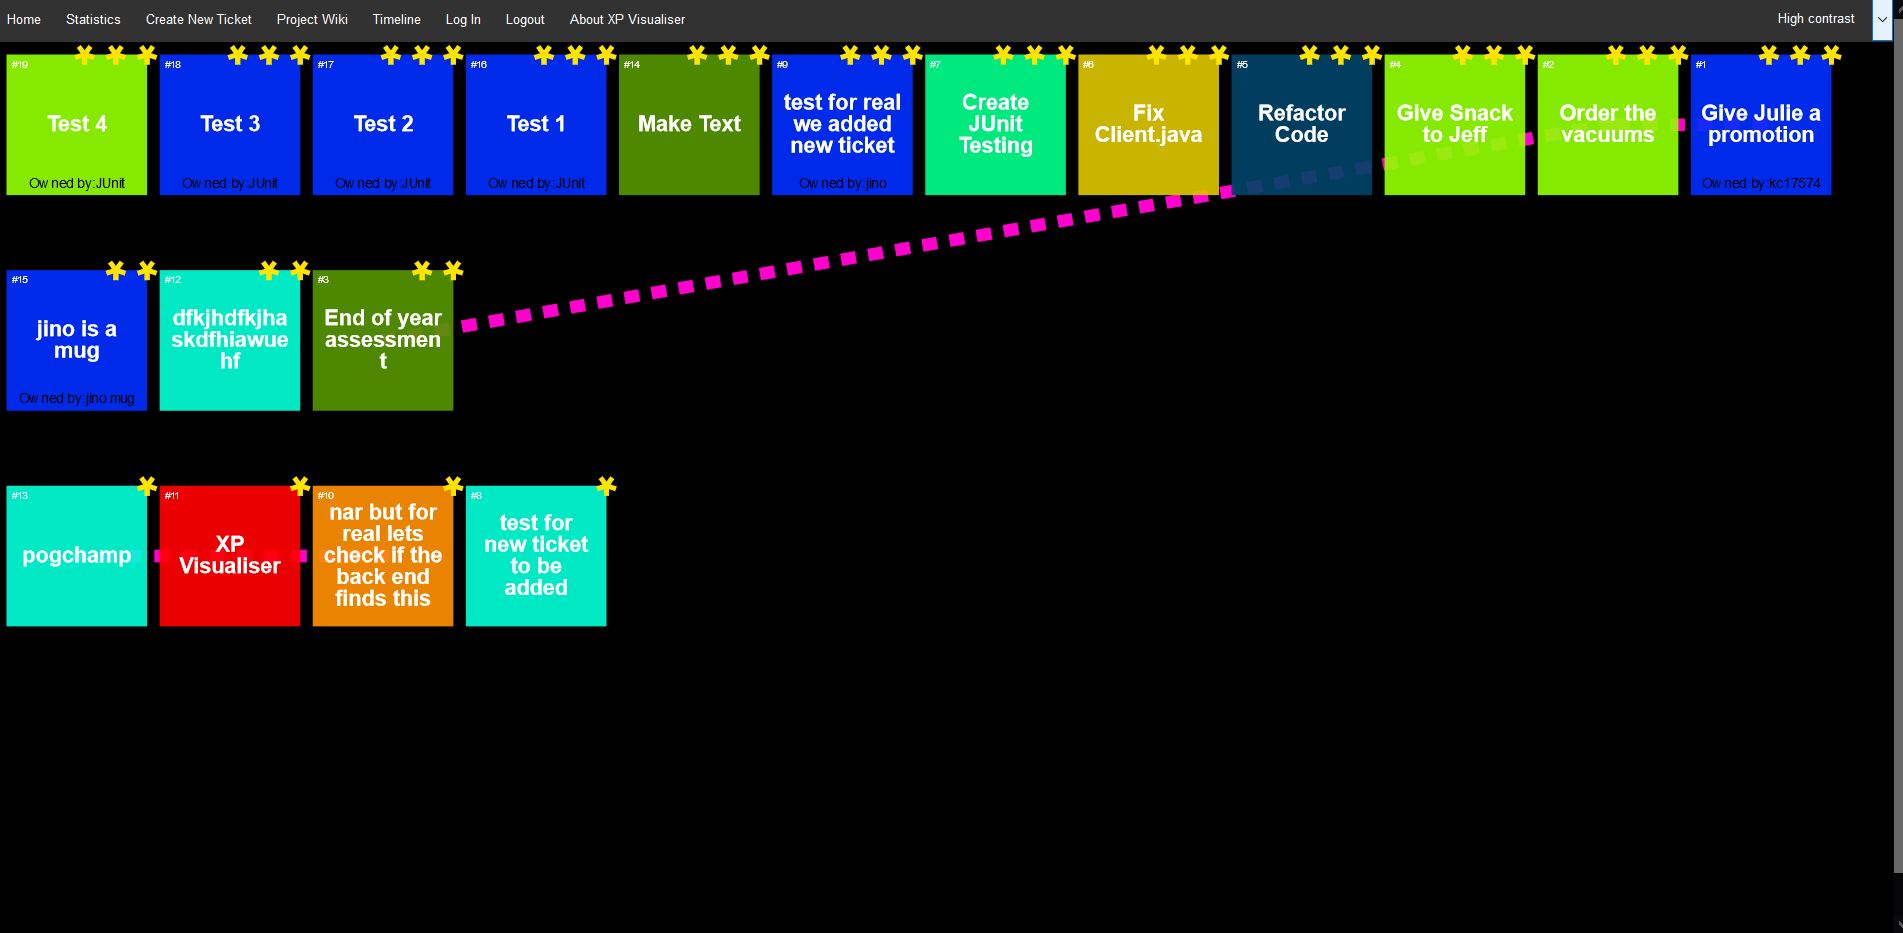 Home Statistics Create New Ticket Project Wiki Timeline Log In Logout About XP Visualiser High contrast
#19 #18 #17 #16 #14 #9 #7 #6 #5 #4 #2 #1
Test 4
Owned by:JUnit
Test 3
Owned by:JUnit
Test 2
Owned by:JUnit
Test 1
Owned by:JUnit
Make Text
test for real
we added
new ticket
Owned by:jino
Create
JUnit
Testing
Fix
Client.java
Refactor
Code
Give Snack
to Jeff
Order the
vacuums
Give Julie a
promotion
Owned by:kc17574
#15 #12 #3
jino is a
mug
Owned by:jino mug
dfkjhdfkjha
skdfhiawue
hf
End of year
assessmen
t
#13 #11 #10 #8
pogchamp
XP
Visualiser
nar but for
real lets
check if the
back end
finds this
test for
new ticket
to be
added